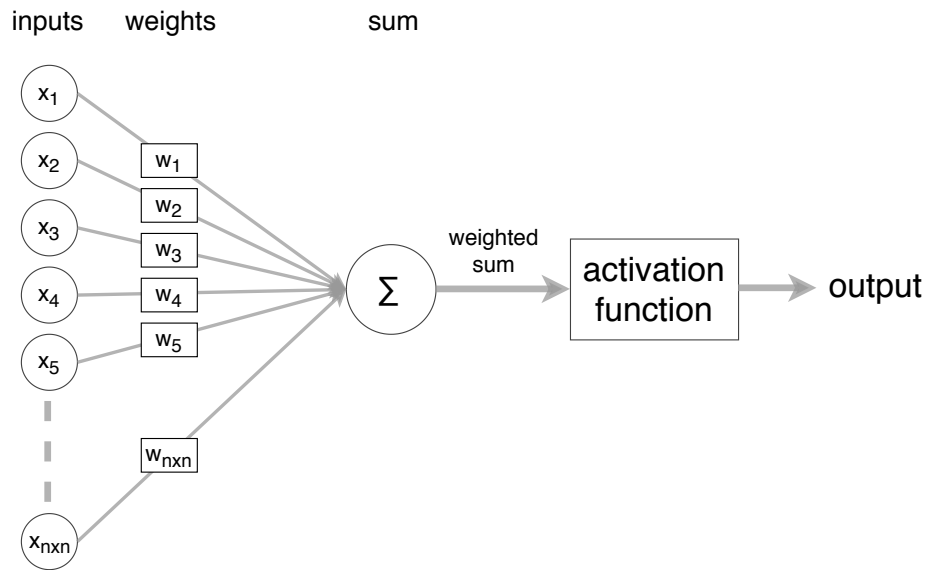 inputs weights sum
x₁
w₁
x₂
w₂
x₃
w₃
x₄
w₄
x₅
w₅
Σ
weighted
sum
activation
function
output
wₙₓₙ
xₙₓₙ